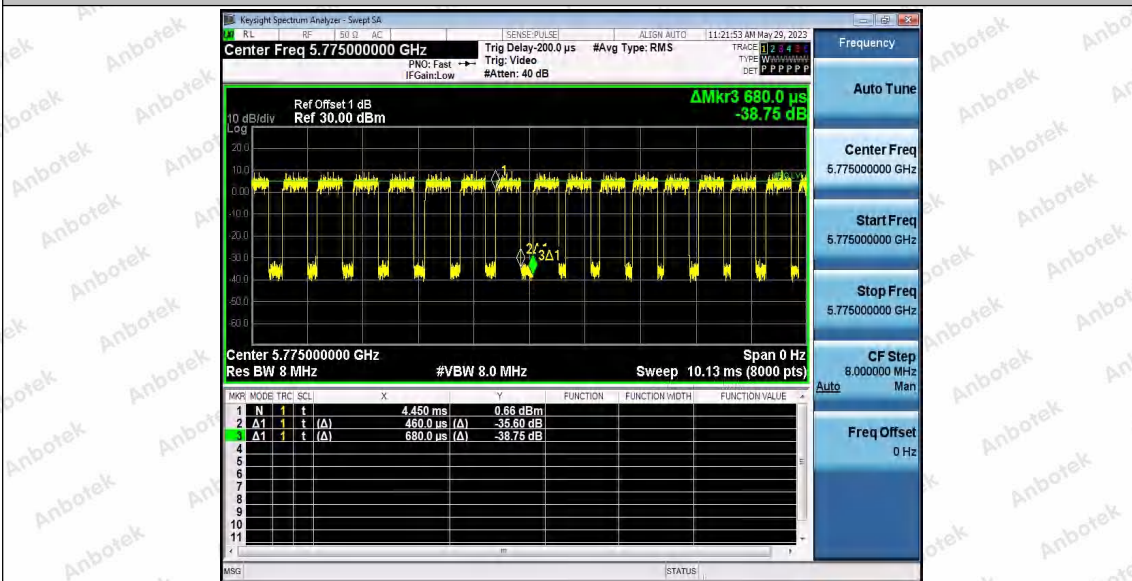 Keysight Spectrum Analyzer - Swept SA
RL RF 50 Ω AC SENSE:PULSE ALIGN AUTO 11:21:53 AM May 29, 2023
Center Freq 5.775000000 GHz
PNO: Fast
IFGain:Low
Trig Delay-200.0 µs
Trig: Video
#Atten: 40 dB
#Avg Type: RMS
TRACE 1 2 3 4 5 6
TYPE
DET P P P P P P
ΔMkr3 680.0 µs
-38.75 dB
Ref Offset 1 dB
10 dB/div Ref 30.00 dBm
Log
20.0
10.0
0.00
-10.0
-20.0
-30.0
-40.0
-50.0
-60.0
1
3Δ1
Center 5.775000000 GHz Span 0 Hz
Res BW 8 MHz #VBW 8.0 MHz Sweep 10.13 ms (8000 pts)
MKR MODE TRC SCL X Y FUNCTION FUNCTION WIDTH FUNCTION VALUE
1 N 1 t 4.450 ms 0.66 dBm
2 Δ1 1 t (Δ) 460.0 µs (Δ) -35.60 dB
3 Δ1 1 t (Δ) 680.0 µs (Δ) -38.75 dB
4
5
6
7
8
9
10
11
MSG STATUS
Frequency
Auto Tune
Center Freq
5.775000000 GHz
Start Freq
5.775000000 GHz
Stop Freq
5.775000000 GHz
CF Step
8.000000 MHz
Auto Man
Freq Offset
0 Hz
Anbotek